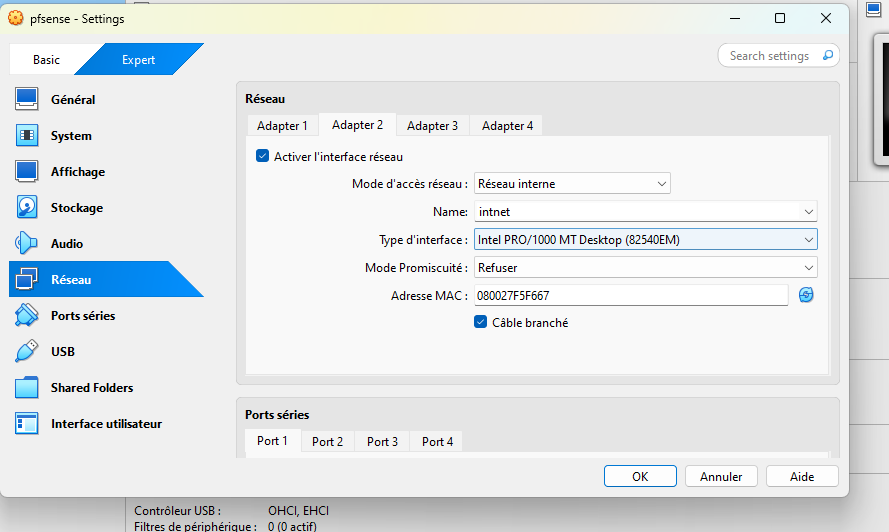 pfsense - Settings
Basic
Expert
Search settings
Général
System
Affichage
Stockage
Audio
Réseau
Ports séries
USB
Shared Folders
Interface utilisateur
Réseau
Adapter 1
Adapter 2
Adapter 3
Adapter 4
Activer l'interface réseau
Mode d'accès réseau : Réseau interne
Name: intnet
Type d'interface : Intel PRO/1000 MT Desktop (82540EM)
Mode Promiscuité : Refuser
Adresse MAC : 080027F5F667
Câble branché
Ports séries
Port 1
Port 2
Port 3
Port 4
OK
Annuler
Aide
Contrôleur USB : OHCI, EHCI
Filtres de périphérique : 0 (0 actif)